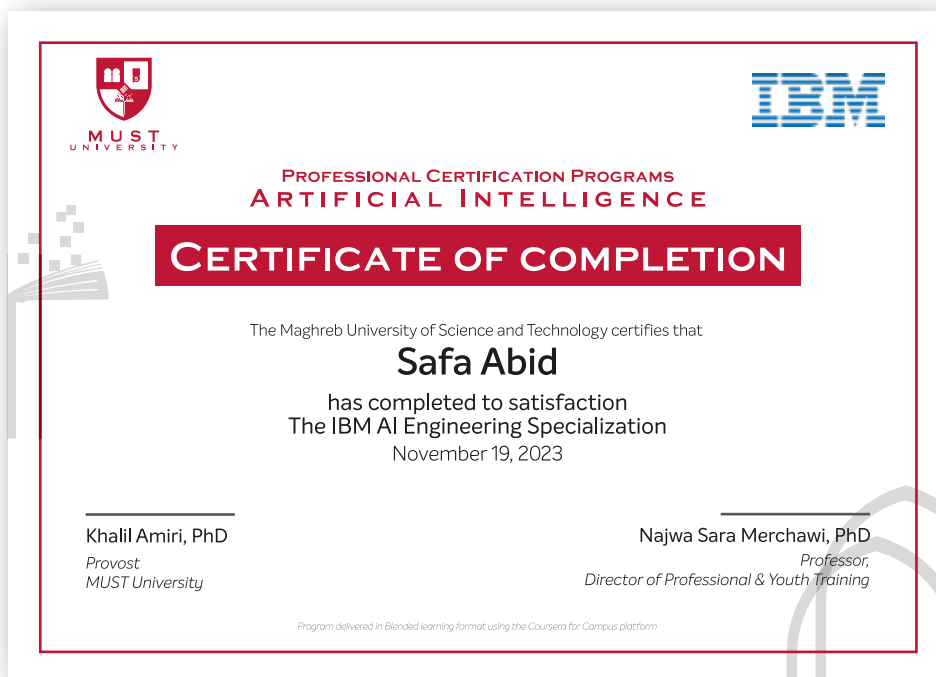 MUST
UNIVERSITY
IBM
PROFESSIONAL CERTIFICATION PROGRAMS
ARTIFICIAL INTELLIGENCE
CERTIFICATE OF COMPLETION
The Maghreb University of Science and Technology certifies that
Safa Abid
has completed to satisfaction
The IBM AI Engineering Specialization
November 19, 2023
Khalil Amiri, PhD
Provost
MUST University
Najwa Sara Merchawi, PhD
Professor,
Director of Professional & Youth Training
Program delivered in Blended learning format using the Coursera for Campus platform